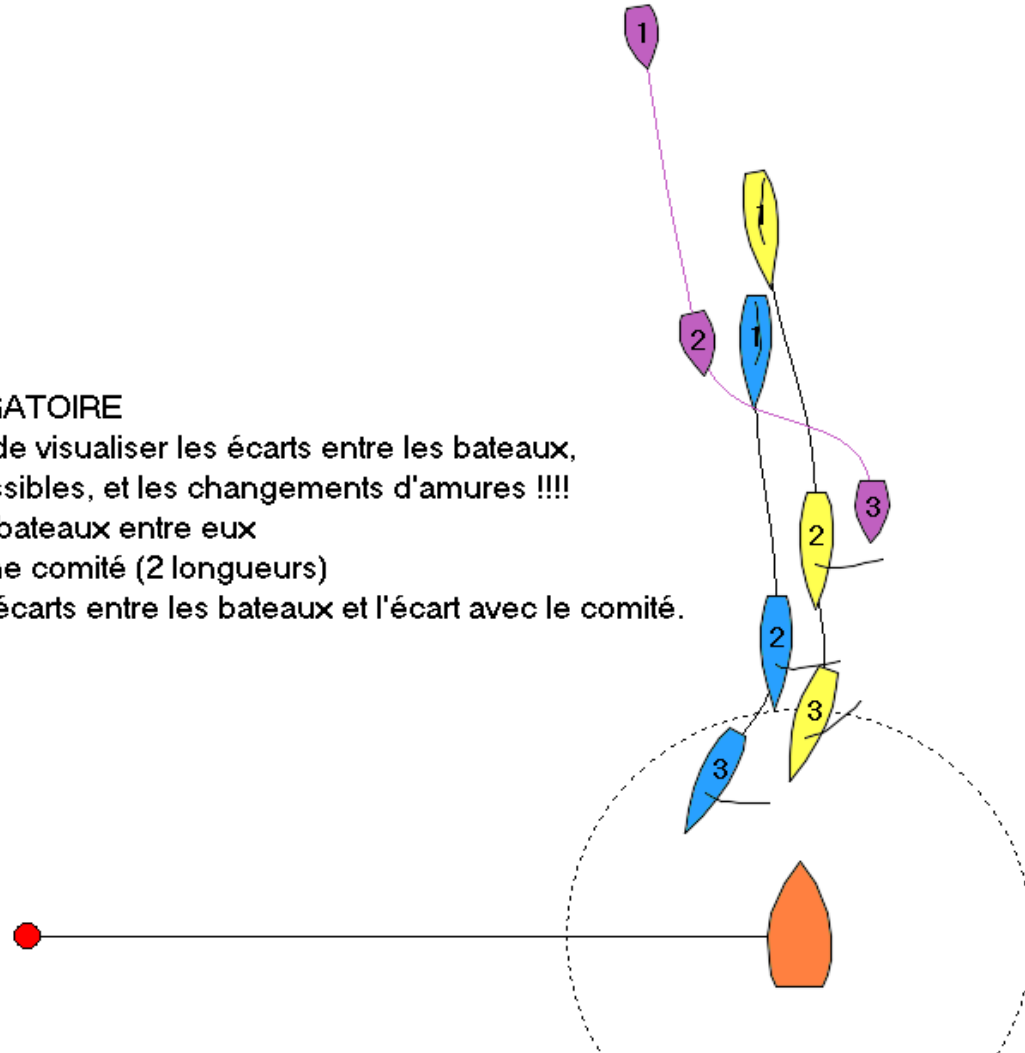 1
1
1
2
GATOIRE
de visualiser les écarts entre les bateaux,
ssibles, et les changements d'amures !!!!
3
bateaux entre eux
2
ne comité (2 longueurs)
écarts entre les bateaux et l'écart avec le comité.
2
3
3